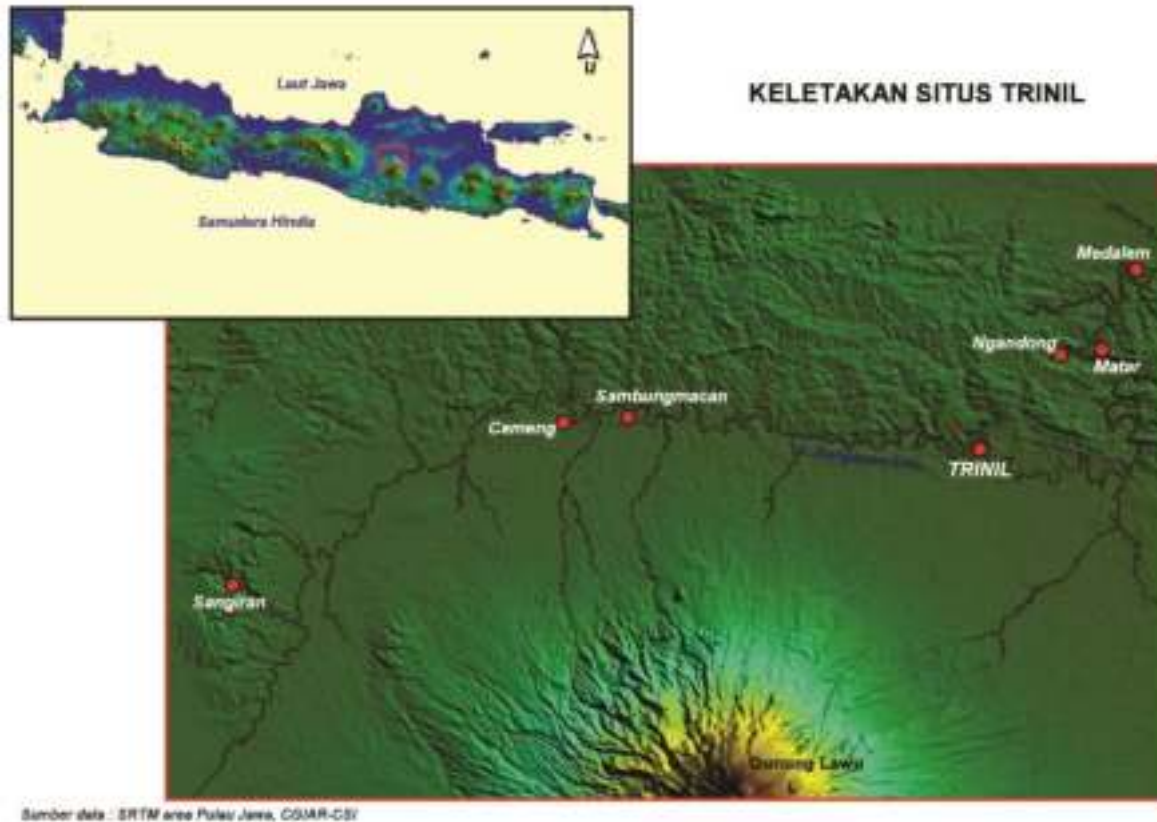 Laut Jawa
U
Samudera Hindia
KELETAKAN SITUS TRINIL
Medalem
Ngandong
Matar
Sambungmacan
Cemeng
TRINIL
Sangiran
Gunung Lawu
Sumber data : SRTM area Pulau Jawa, CGIAR-CSI